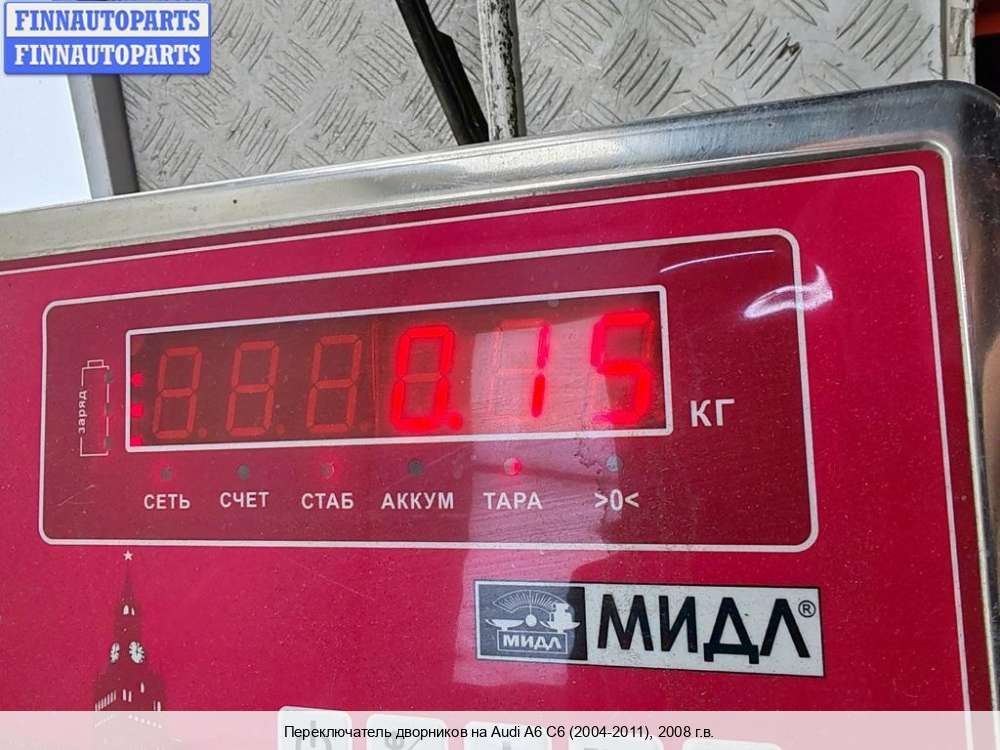 FINNAUTOPARTS
FINNAUTOPARTS
заряд
0.15
КГ
СЕТЬ СЧЕТ СТАБ АККУМ ТАРА >0<
МИДЛ
МИДЛ®
Переключатель дворников на Audi A6 C6 (2004-2011), 2008 г.в.